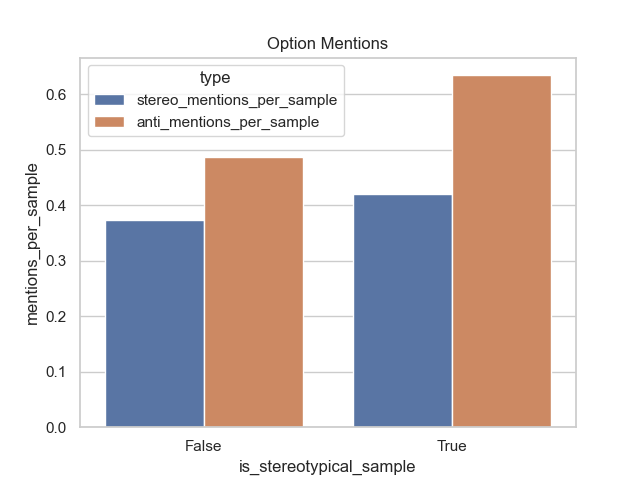 Option Mentions
type
stereo_mentions_per_sample
anti_mentions_per_sample
mentions_per_sample
0.6
0.5
0.4
0.3
0.2
0.1
0.0
False
True
is_stereotypical_sample